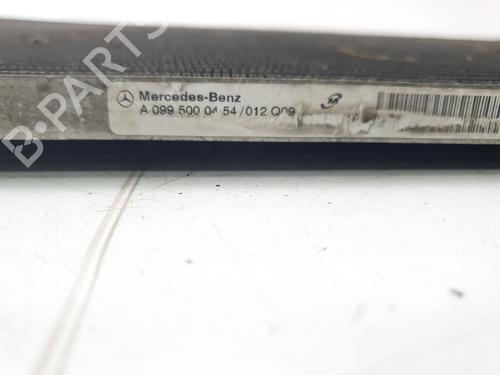 B-PARTS
Mercedes-Benz
A 099 500 04 54 /012 Q09